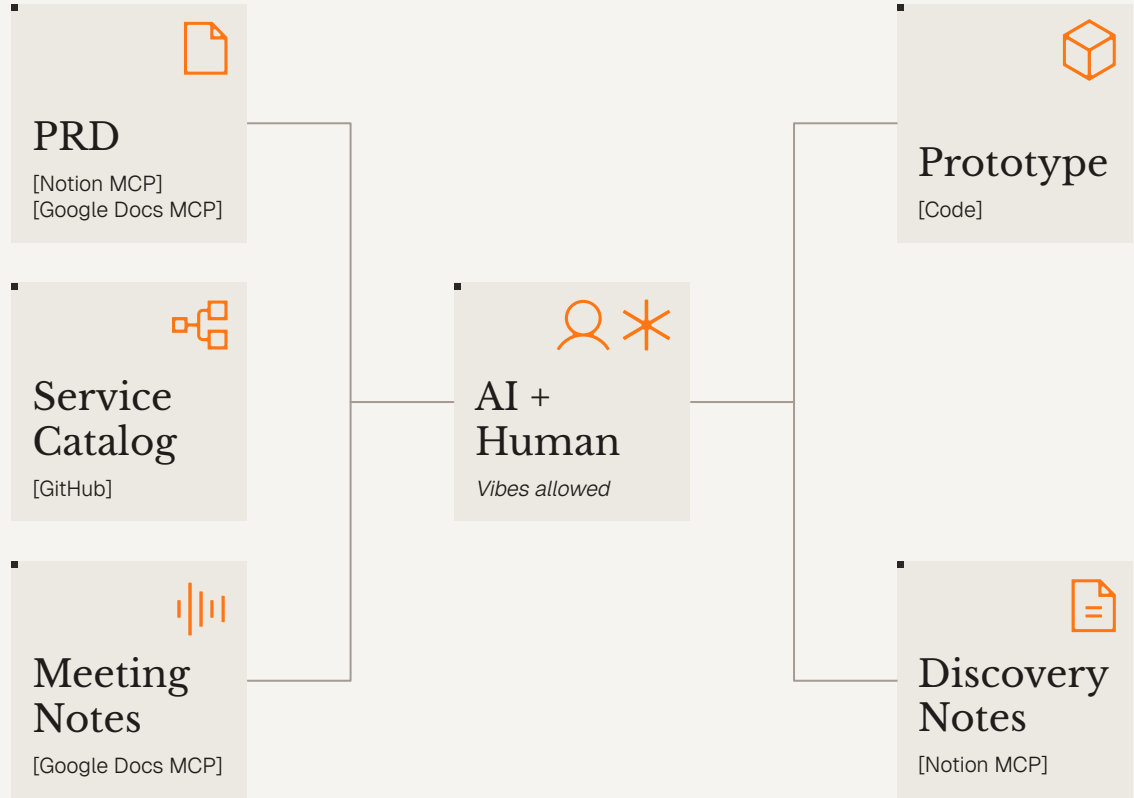 PRD
[Notion MCP]
[Google Docs MCP]
Service
Catalog
[GitHub]
Meeting
Notes
[Google Docs MCP]
AI +
Human
Vibes allowed
Prototype
[Code]
Discovery
Notes
[Notion MCP]